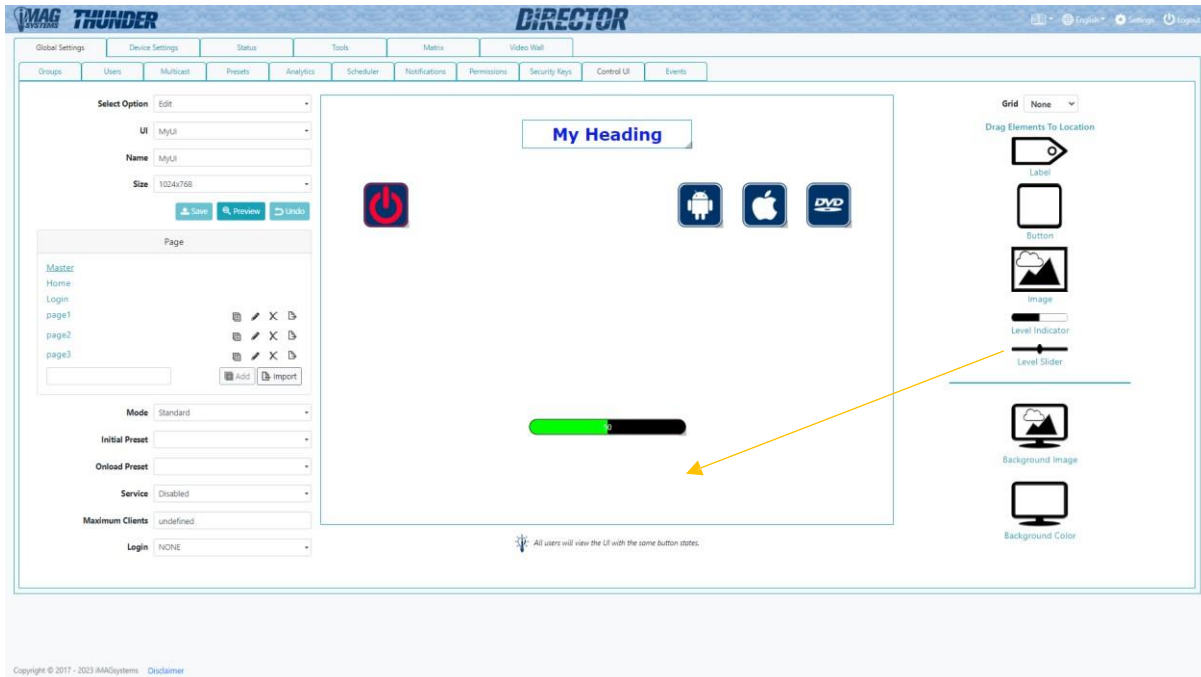 iMAG SYSTEMS THUNDER DiRECTOR English Settings Logout
Global Settings Device Settings Status Tools Matrix Video Wall
Groups Users Multicast Presets Analytics Scheduler Notifications Permissions Security Keys Control UI Events
Select Option Edit
UI MyUI
Name MyUI
Size 1024x768
Save Preview Undo
Page
Master
Home
Login
page1
page2
page3
Add Import
Mode Standard
Initial Preset
Onload Preset
Service Disabled
Maximum Clients undefined
Login NONE
My Heading
DVD
50
All users will view the UI with the same button states.
Grid None
Drag Elements To Location
Label
Button
Image
Level Indicator
Level Slider
Background Image
Background Color
Copyright © 2017 - 2023 iMAGsystems Disclaimer